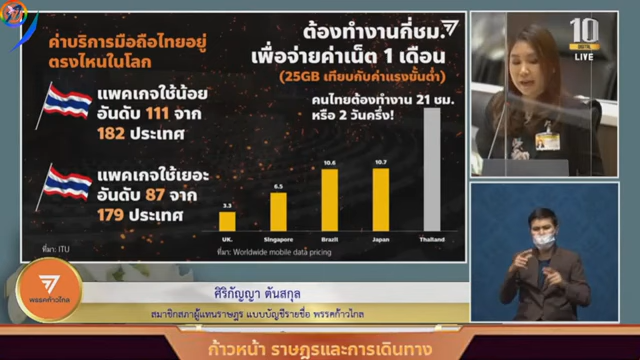 ค่าบริการมือถือไทยอยู่
ตรงไหนในโลก
แพคเกจใช้น้อย
อันดับ 111 จาก
182 ประเทศ
แพคเกจใช้เยอะ
อันดับ 87 จาก
179 ประเทศ
ที่มา: ITU
ต้องทำงานกี่ชม.
เพื่อจ่ายค่าเน็ต 1 เดือน
(25GB เทียบกับค่าแรงขั้นต่ำ)
คนไทยต้องทำงาน 21 ชม.
หรือ 2 วันครึ่ง!
3.3
6.5
10.6
10.7
UK.
Singapore
Brazil
Japan
Thailand
ที่มา: Worldwide mobile data pricing
10
DIGITAL
LIVE
พรรคก้าวไกล
ศิริกัญญา ตันสกุล
สมาชิกสภาผู้แทนราษฎร แบบบัญชีรายชื่อ พรรคก้าวไกล
ก้าวหน้า ราษฎรและการเดินทาง